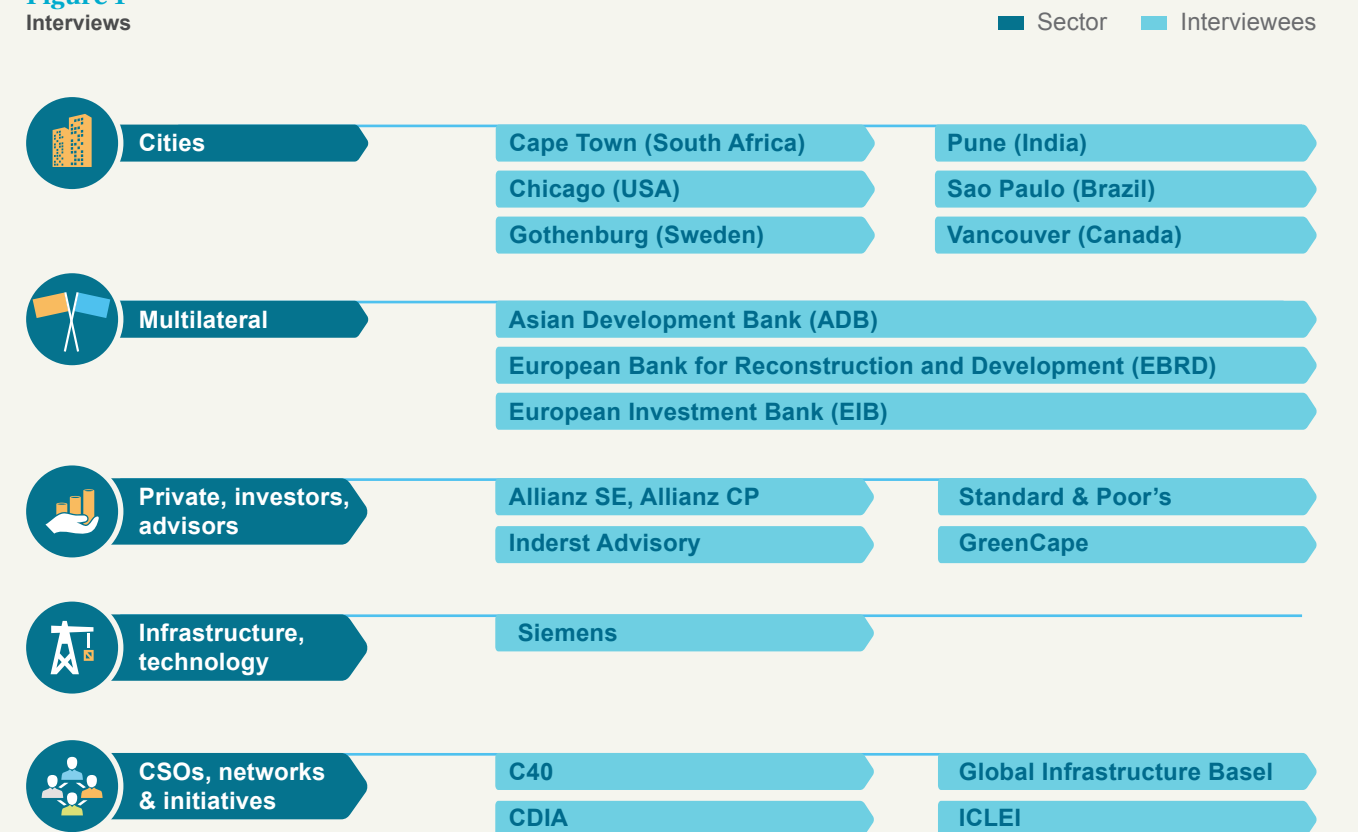 Figure 1
Interviews
Sector
Interviewees
Cities
Cape Town (South Africa)
Pune (India)
Chicago (USA)
Sao Paulo (Brazil)
Gothenburg (Sweden)
Vancouver (Canada)
Multilateral
Asian Development Bank (ADB)
European Bank for Reconstruction and Development (EBRD)
European Investment Bank (EIB)
Private, investors,
advisors
Allianz SE, Allianz CP
Standard & Poor’s
Inderst Advisory
GreenCape
Infrastructure,
technology
Siemens
CSOs, networks
& initiatives
C40
Global Infrastructure Basel
CDIA
ICLEI